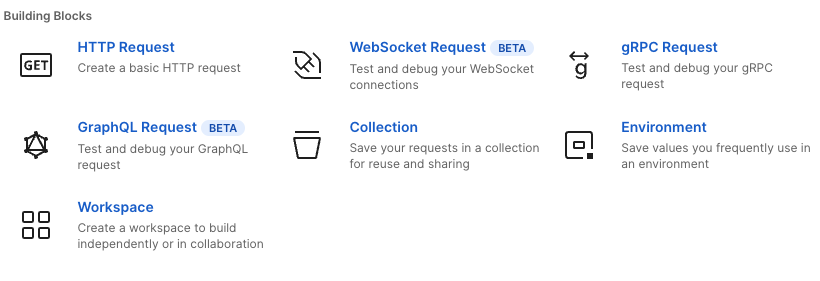 Building Blocks
GET
HTTP Request
Create a basic HTTP request
WebSocket Request BETA
Test and debug your WebSocket
connections
g
gRPC Request
Test and debug your gRPC
request
GraphQL Request BETA
Test and debug your GraphQL
request
Collection
Save your requests in a collection
for reuse and sharing
Environment
Save values you frequently use in
an environment
Workspace
Create a workspace to build
independently or in collaboration